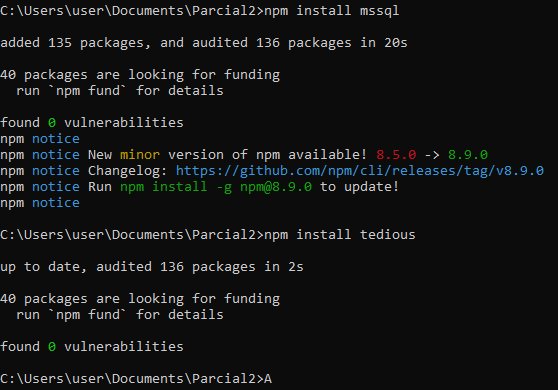 C:\Users\user\Documents\Parcial2>npm install mssql
added 135 packages, and audited 136 packages in 20s
40 packages are looking for funding
  run `npm fund` for details
found 0 vulnerabilities
npm notice
npm notice New minor version of npm available! 8.5.0 -> 8.9.0
npm notice Changelog: https://github.com/npm/cli/releases/tag/v8.9.0
npm notice Run npm install -g npm@8.9.0 to update!
npm notice
C:\Users\user\Documents\Parcial2>npm install tedious
up to date, audited 136 packages in 2s
40 packages are looking for funding
  run `npm fund` for details
found 0 vulnerabilities
C:\Users\user\Documents\Parcial2>A